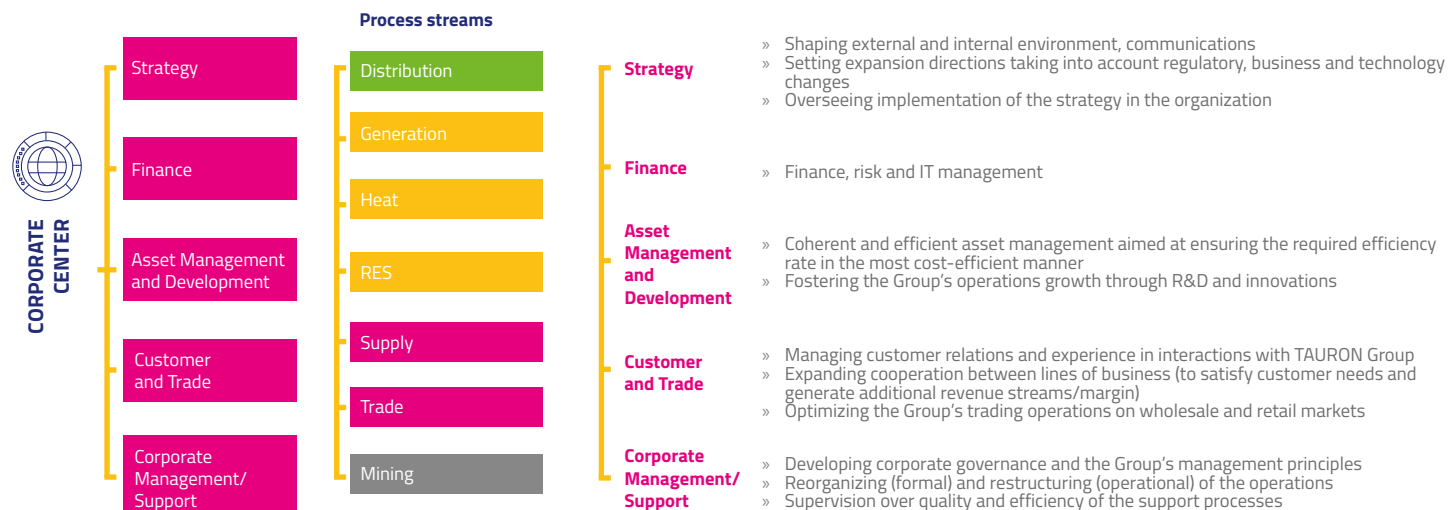 Process streams
CORPORATE
CENTER
Strategy
Finance
Asset Management
and Development
Customer
and Trade
Corporate
Management/
Support
Distribution
Generation
Heat
RES
Supply
Trade
Mining
Strategy
» Shaping external and internal environment, communications
» Setting expansion directions taking into account regulatory, business and technology
changes
» Overseeing implementation of the strategy in the organization
Finance
» Finance, risk and IT management
Asset
Management
and
Development
» Coherent and efficient asset management aimed at ensuring the required efficiency
rate in the most cost-efficient manner
» Fostering the Group’s operations growth through R&D and innovations
Customer
and Trade
» Managing customer relations and experience in interactions with TAURON Group
» Expanding cooperation between lines of business (to satisfy customer needs and
generate additional revenue streams/margin)
» Optimizing the Group’s trading operations on wholesale and retail markets
Corporate
Management/
Support
» Developing corporate governance and the Group’s management principles
» Reorganizing (formal) and restructuring (operational) of the operations
» Supervision over quality and efficiency of the support processes